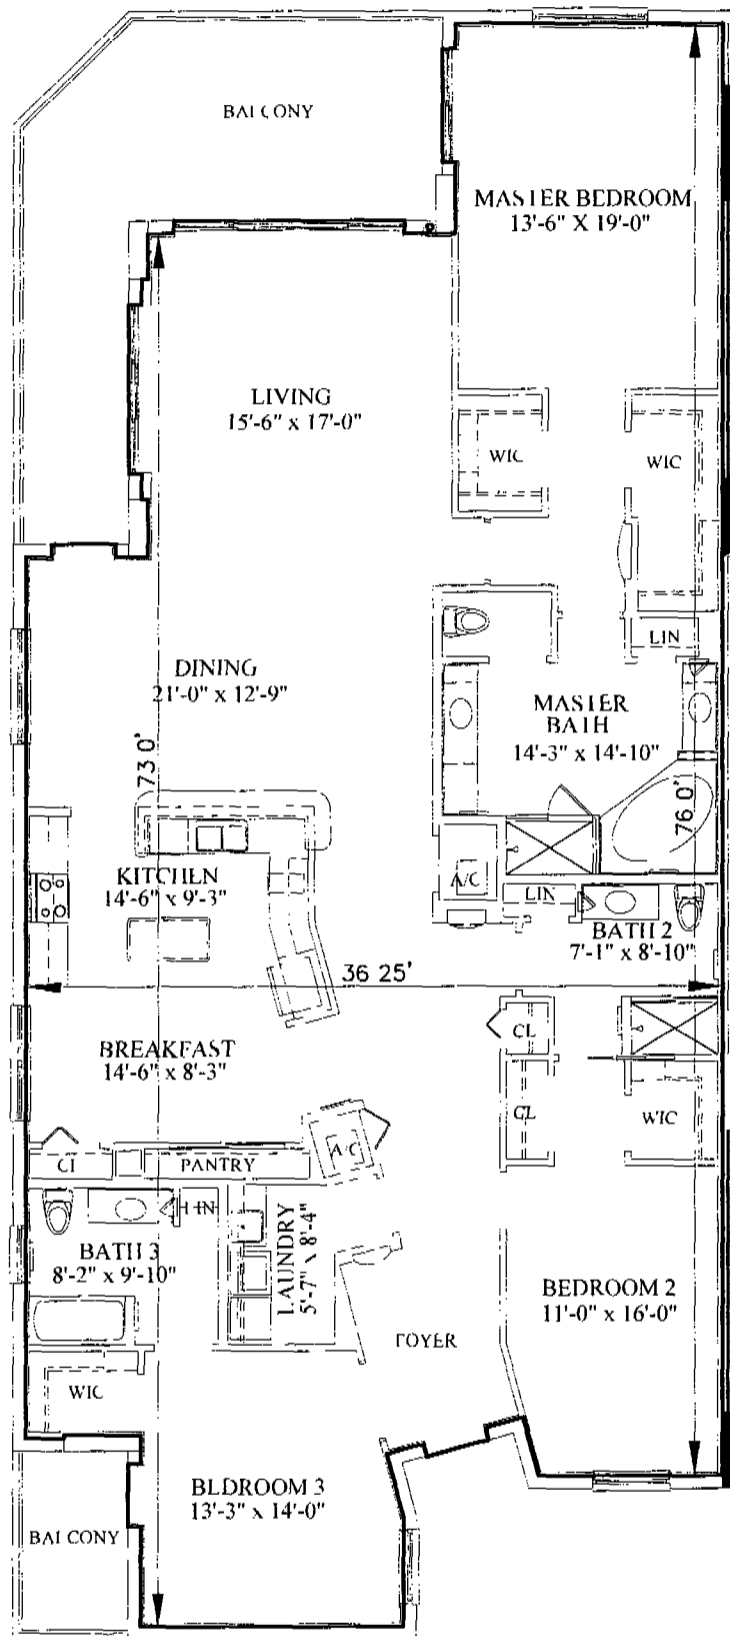 BALCONY
MASTER BEDROOM
13'-6" X 19'-0"
LIVING
15'-6" x 17'-0"
WIC
WIC
LIN
DINING
21'-0" x 12'-9"
MASTER
BATH
14'-3" x 14'-10"
73 0'
76 0'
KITCHEN
14'-6" x 9'-3"
A/C
LIN
BATH 2
7'-1" x 8'-10"
36 25'
CL
BREAKFAST
14'-6" x 8'-3"
CL
WIC
A/C
CL
PANTRY
LIN
LAUNDRY
5'-7" x 8'-4"
BATH 3
8'-2" x 9'-10"
BEDROOM 2
11'-0" x 16'-0"
FOYER
WIC
BEDROOM 3
13'-3" x 14'-0"
BALCONY